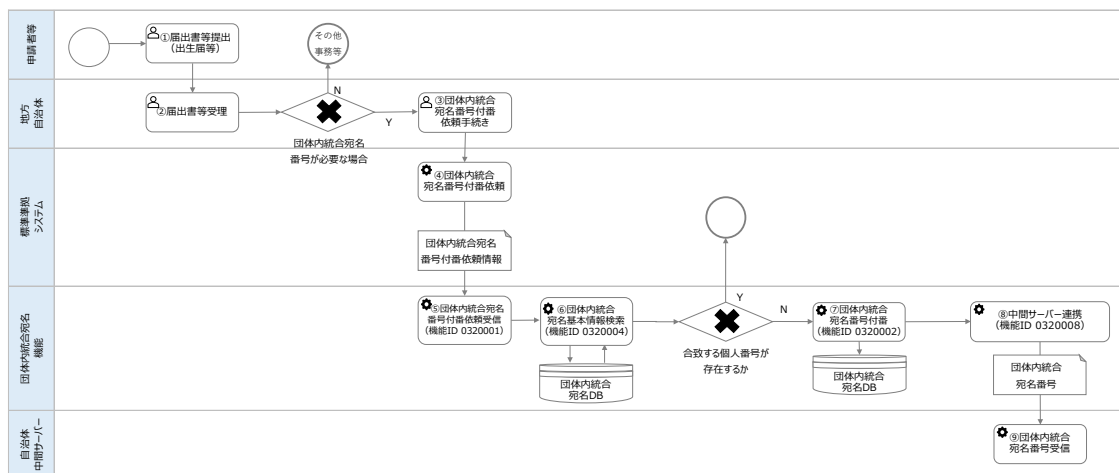 申請者等
①届出書等提出
(出生届等)
その他
事務等
地方
自治体
②届出書等受理
N
Y
団体内統合宛名
番号が必要な場合
③団体内統合
宛名番号付番
依頼手続き
標準準拠
システム
④団体内統合
宛名番号付番依頼
団体内統合宛名
番号付番依頼情報
団体内統合宛名
機能
⑤団体内統合宛名
番号付番依頼受信
(機能ID 0320001)
⑥団体内統合
宛名基本情報検索
(機能ID 0320004)
団体内統合
宛名DB
Y
N
合致する個人番号が
存在するか
⑦団体内統合
宛名番号付番
(機能ID 0320002)
団体内統合
宛名DB
⑧中間サーバー連携
(機能ID 0320008)
団体内統合
宛名番号
自治体
中間サーバー
⑨団体内統合
宛名番号受信